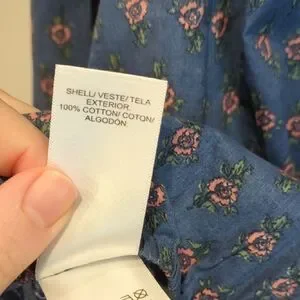 SHELL/ VESTE/ TELA
EXTERIOR.
100% COTTON/ COTON/
ALGODÓN